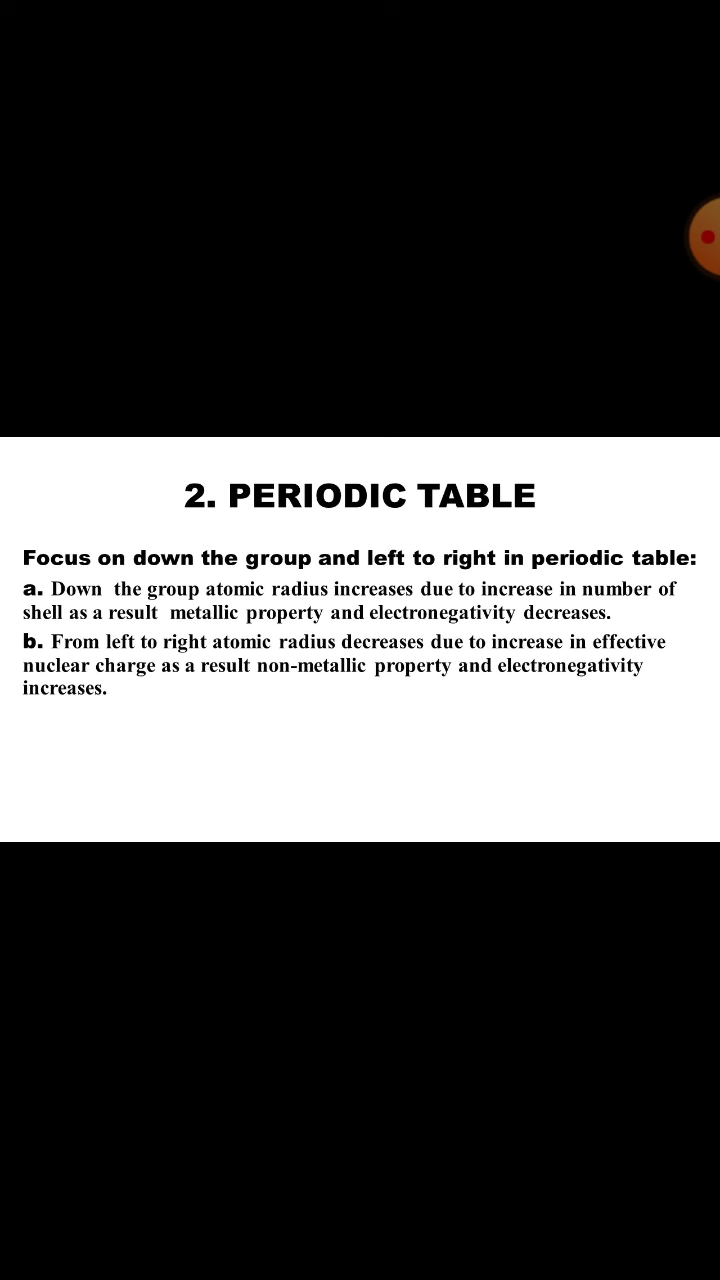 2. PERIODIC TABLE
Focus on down the group and left to right in periodic table:
a. Down the group atomic radius increases due to increase in number of
shell as a result metallic property and electronegativity decreases.
b. From left to right atomic radius decreases due to increase in effective
nuclear charge as a result non-metallic property and electronegativity
increases.